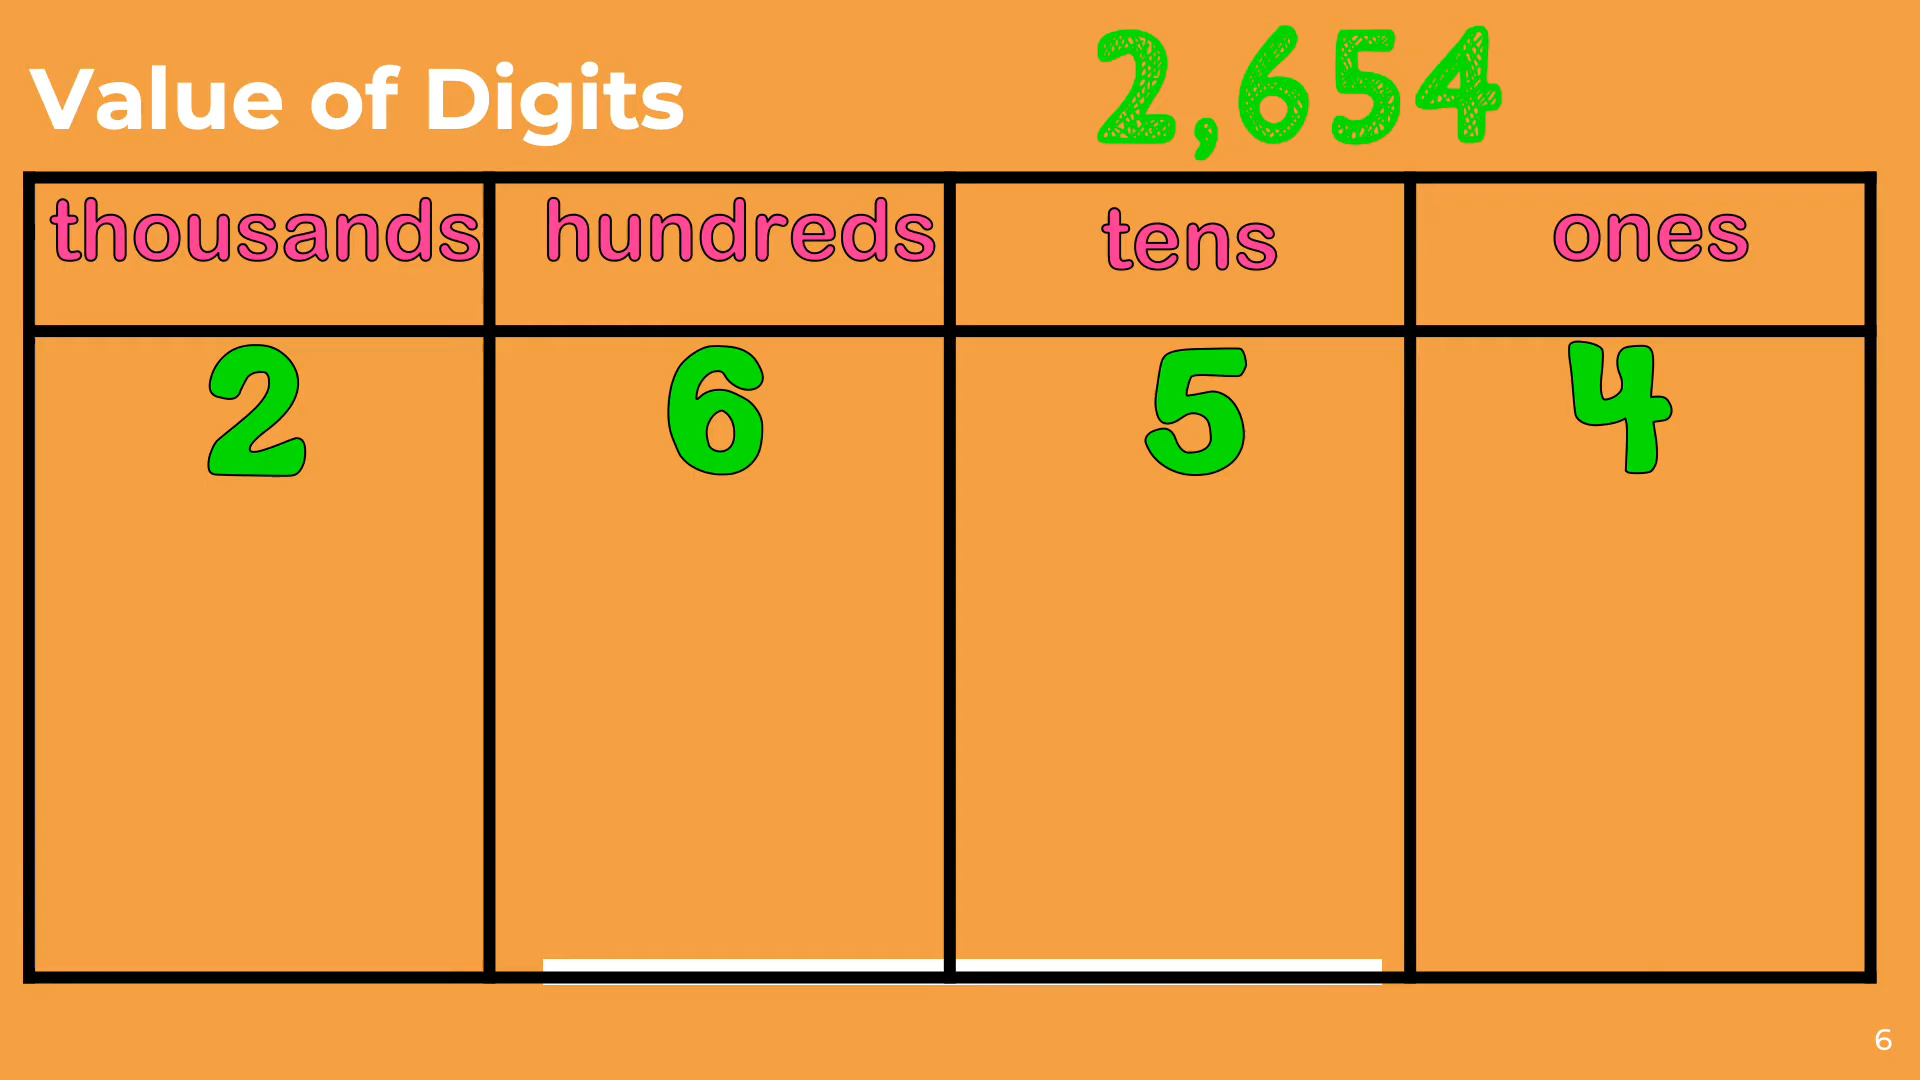 Value of Digits
2,654
thousands hundreds tens ones
2 6 5 4
6